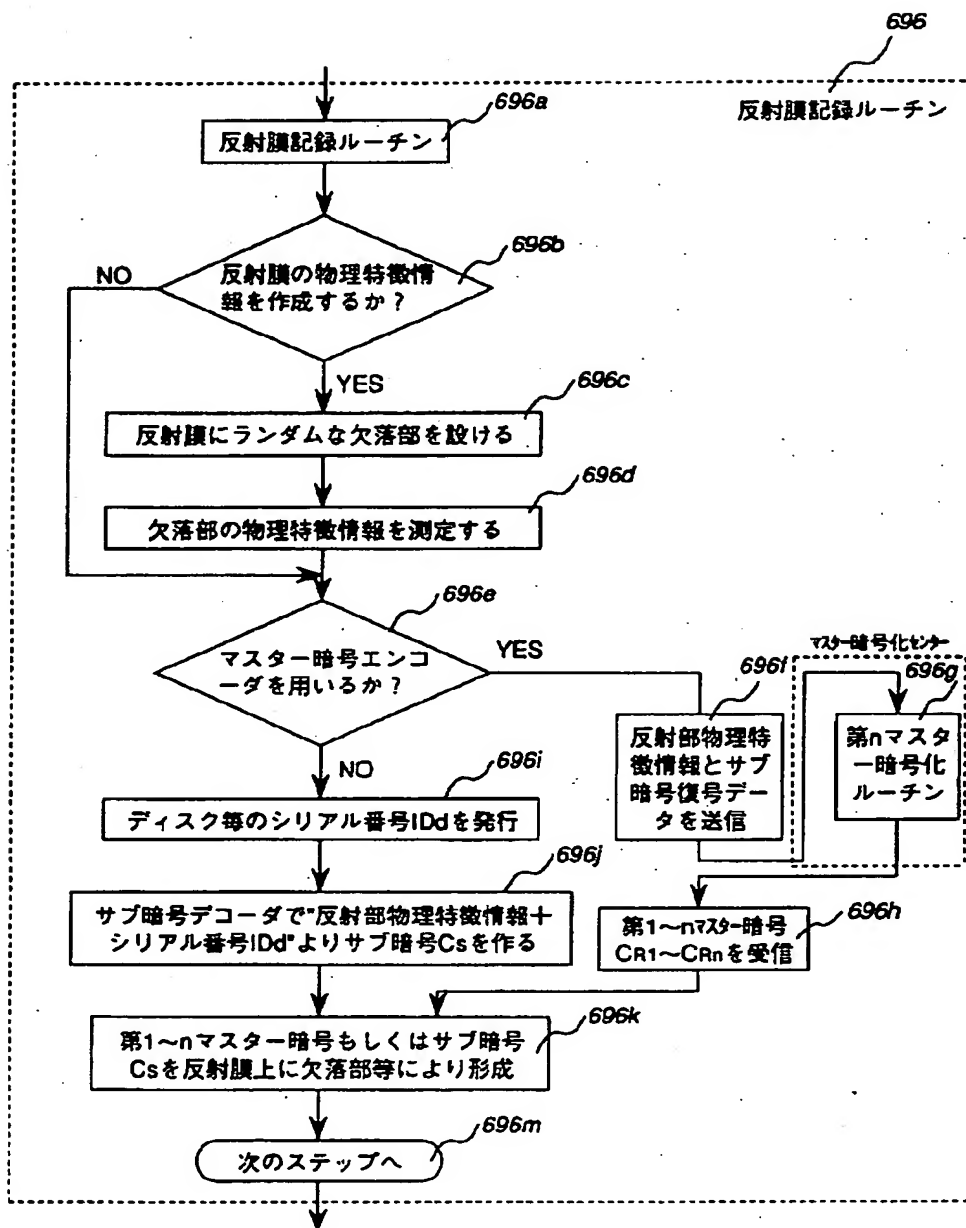 696
反射膜記録ルーチン
696a
反射膜記録ルーチン
696b
反射膜の物理特徴情
報を作成するか？
NO
YES
696c
反射膜にランダムな欠落部を設ける
696d
欠落部の物理特徴情報を測定する
696e
マスター暗号エンコ
ーダを用いるか？
YES
NO
696f
反射部物理特
徴情報とサブ
暗号復号デー
タを送信
マスター暗号化センター
696g
第nマスタ
ー暗号化
ルーチン
696h
第1～nマスター暗号
CR1～CRnを受信
696i
ディスク毎のシリアル番号IDdを発行
696j
サブ暗号デコーダで"反射部物理特徴情報＋
シリアル番号IDd"よりサブ暗号Csを作る
696k
第1～nマスター暗号もしくはサブ暗号
Csを反射膜上に欠落部等により形成
696m
次のステップへ